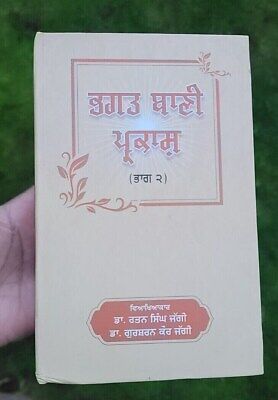 ਭਗਤ ਬਾਣੀ
ਪ੍ਰਕਾਸ਼
(ਭਾਗ ੨)
ਵਿਆਖਿਆਕਾਰ
ਡਾ. ਰਤਨ ਸਿੰਘ ਜੱਗੀ
ਡਾ. ਗੁਰਸ਼ਰਨ ਕੌਰ ਜੱਗੀ